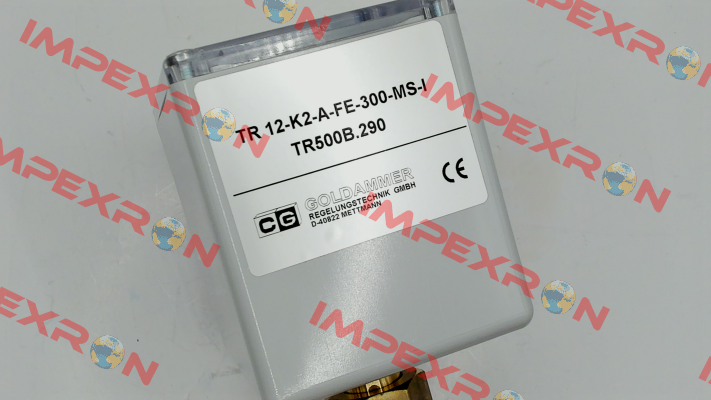 TR 12-K2-A-FE-300-MS-I
TR500B.290
CG
GOLDAMMER
REGELUNGSTECHNIK GMBH
D-40822 METTMANN
CE
IMPEXRON
IMPEXRON
IMPEXRON
IMPEXRON
IMPEXRON
IMPEXRON
IMPEXRON